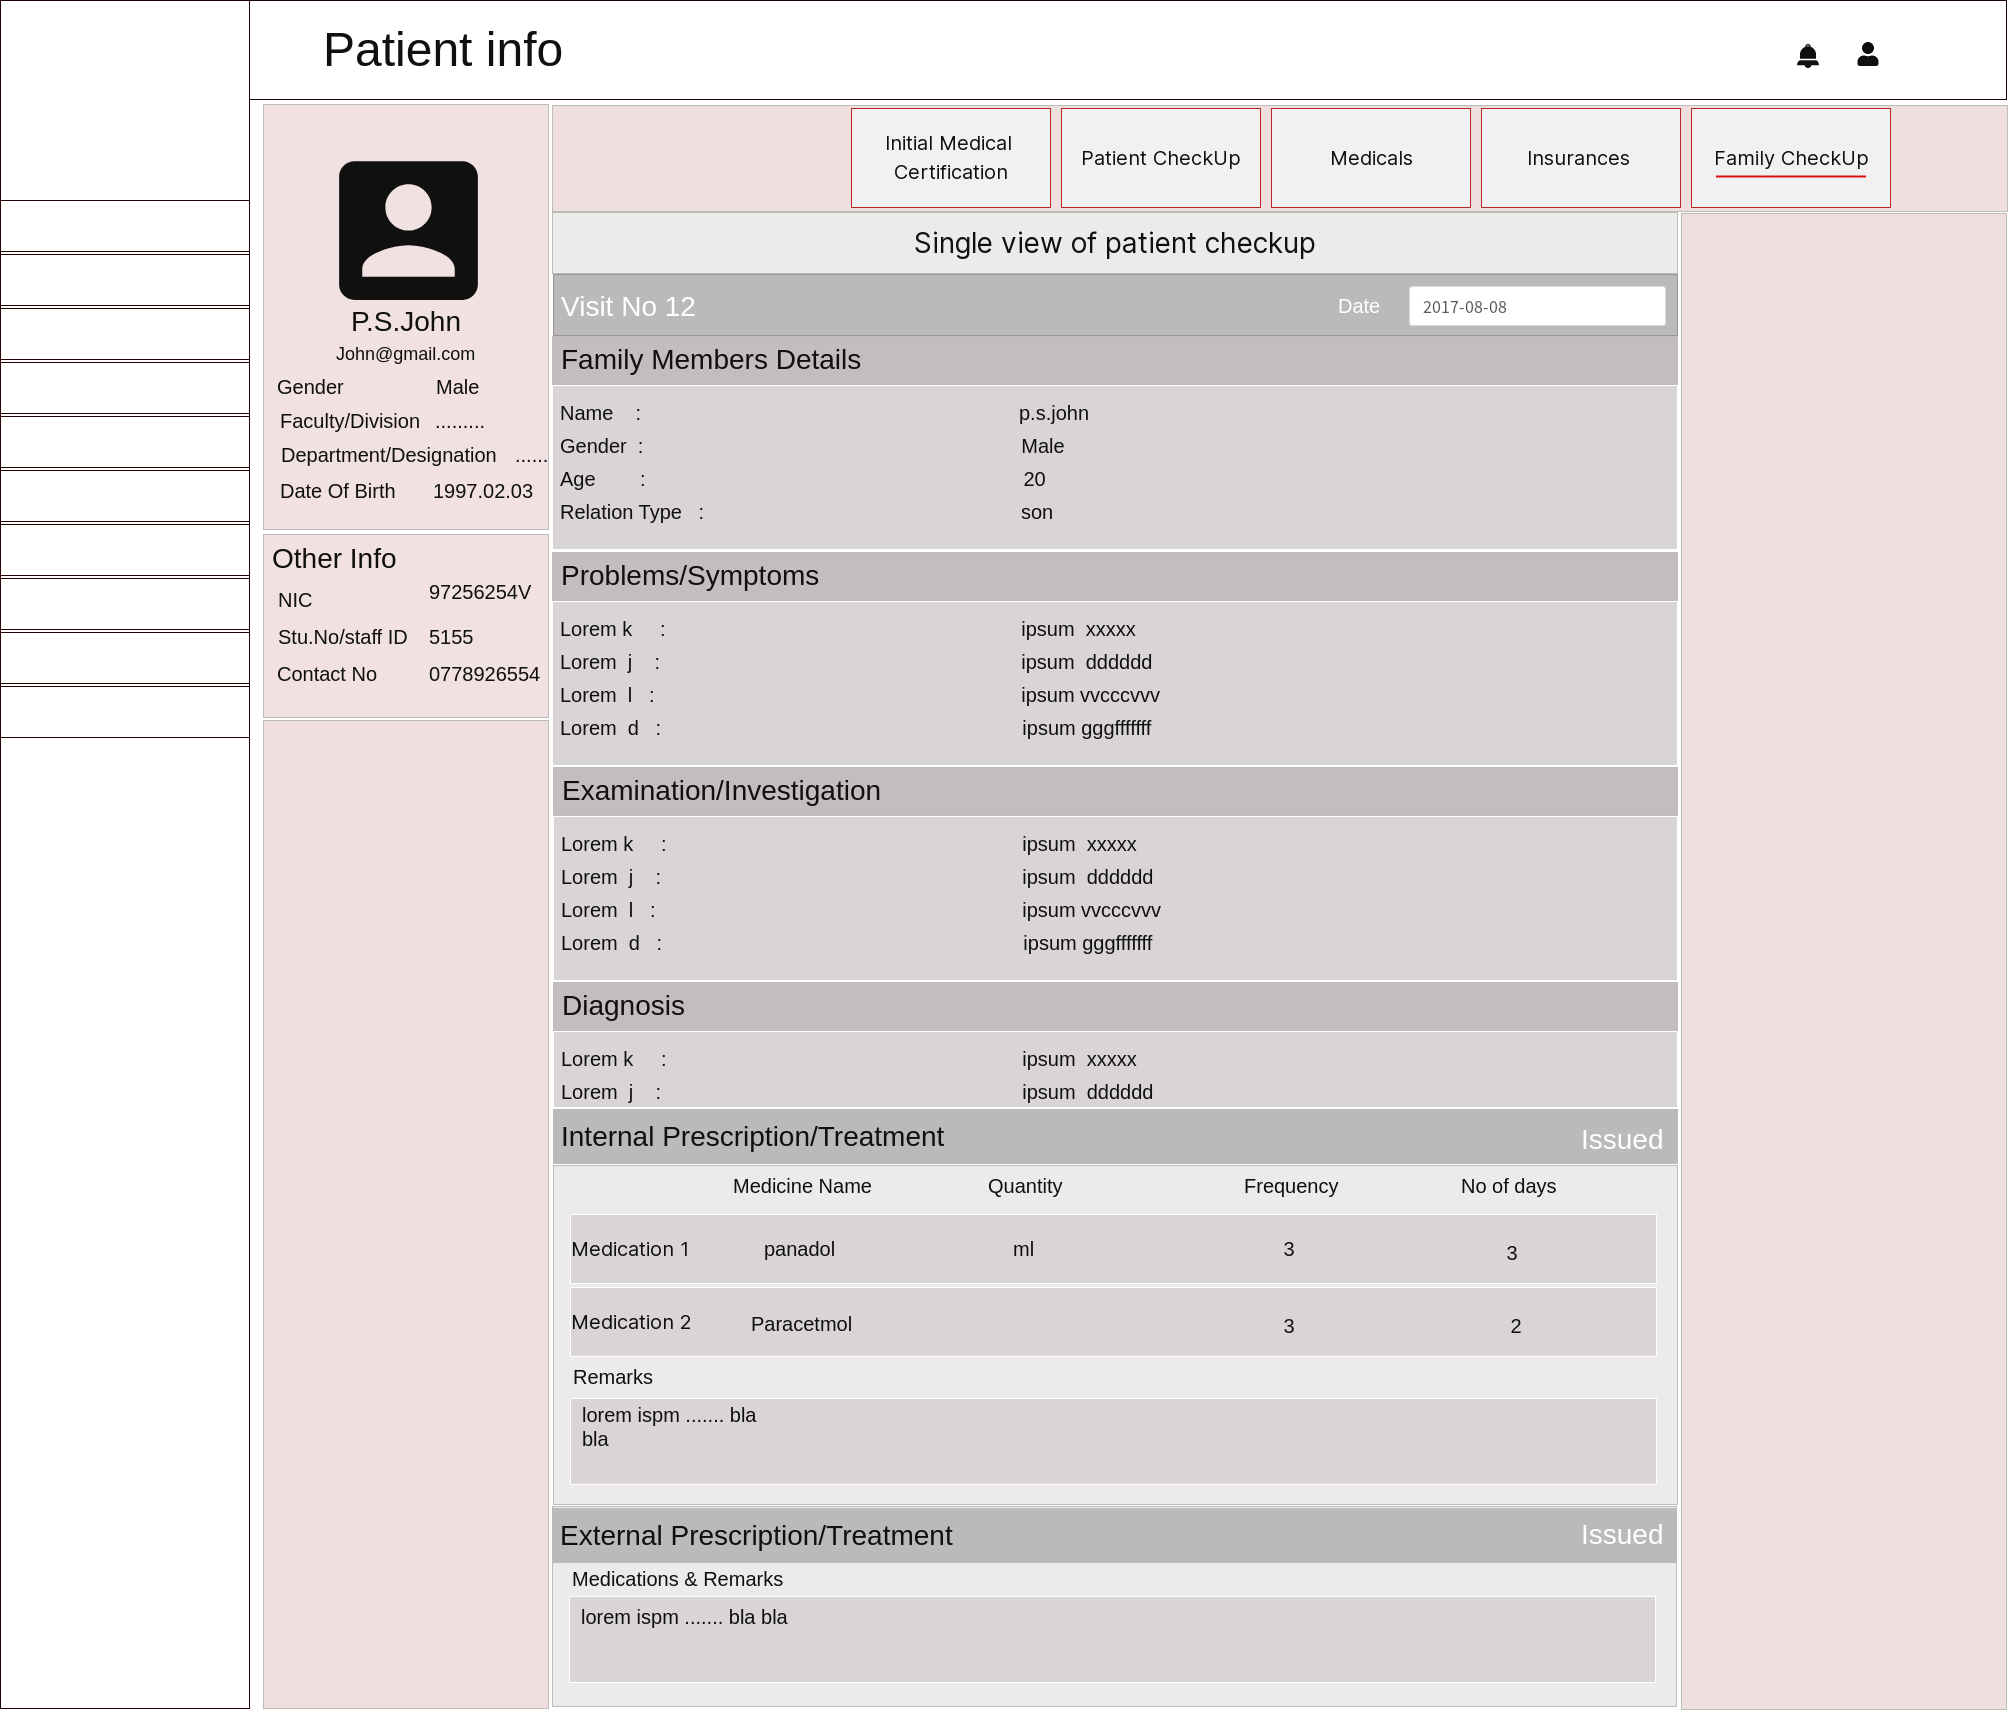 Patient info
Initial Medical
Certification
Patient CheckUp
Medicals
Insurances
Family CheckUp
P.S.John
John@gmail.com
Gender Male
Faculty/Division .........
Department/Designation ......
Date Of Birth 1997.02.03
Other Info
NIC 97256254V
Stu.No/staff ID 5155
Contact No 0778926554
Single view of patient checkup
Visit No 12 Date 2017-08-08
Family Members Details
Name : p.s.john
Gender : Male
Age : 20
Relation Type : son
Problems/Symptoms
Lorem k : ipsum xxxxx
Lorem j : ipsum dddddd
Lorem l : ipsum vvcccvvv
Lorem d : ipsum gggfffffff
Examination/Investigation
Lorem k : ipsum xxxxx
Lorem j : ipsum dddddd
Lorem l : ipsum vvcccvvv
Lorem d : ipsum gggfffffff
Diagnosis
Lorem k : ipsum xxxxx
Lorem j : ipsum dddddd
Internal Prescription/Treatment Issued
Medicine Name Quantity Frequency No of days
Medication 1 panadol ml 3 3
Medication 2 Paracetmol 3 2
Remarks
lorem ispm ....... bla
bla
External Prescription/Treatment Issued
Medications & Remarks
lorem ispm ....... bla bla